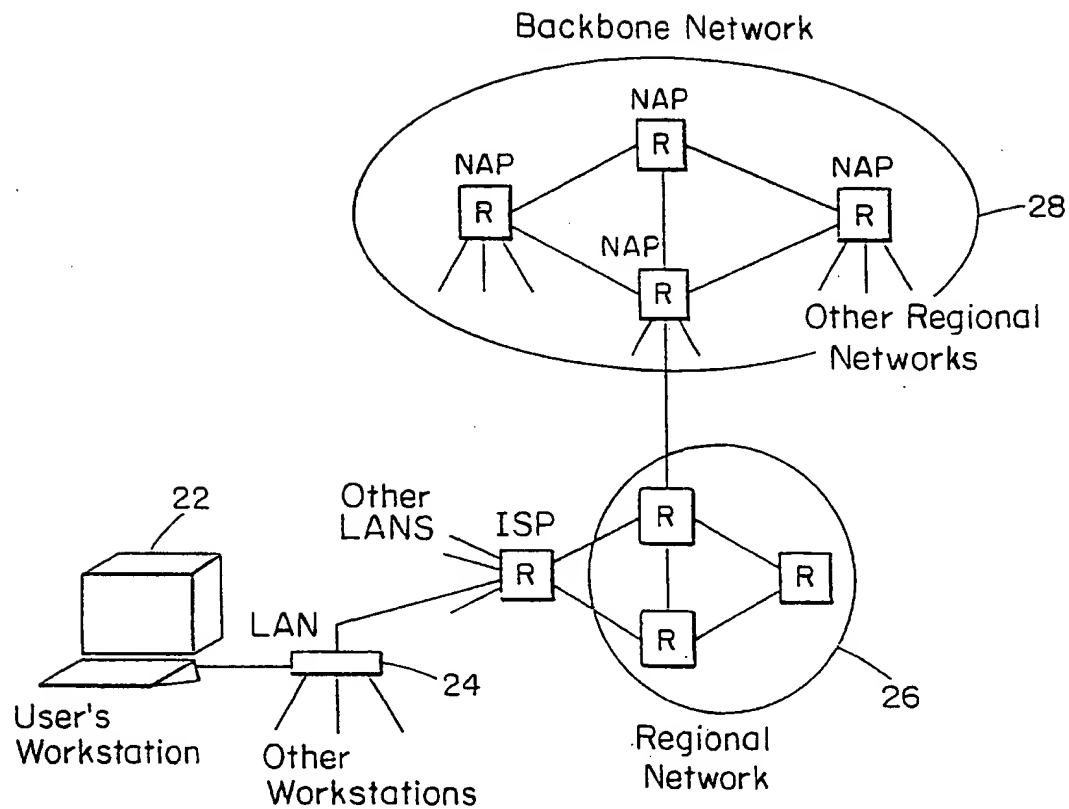 Backbone Network
NAP
R
NAP
R
NAP
R
28
NAP
R
Other Regional
Networks
Other
LANS
ISP
R
R
R
R
22
LAN
24
26
User's
Workstation
Other
Workstations
Regional
Network